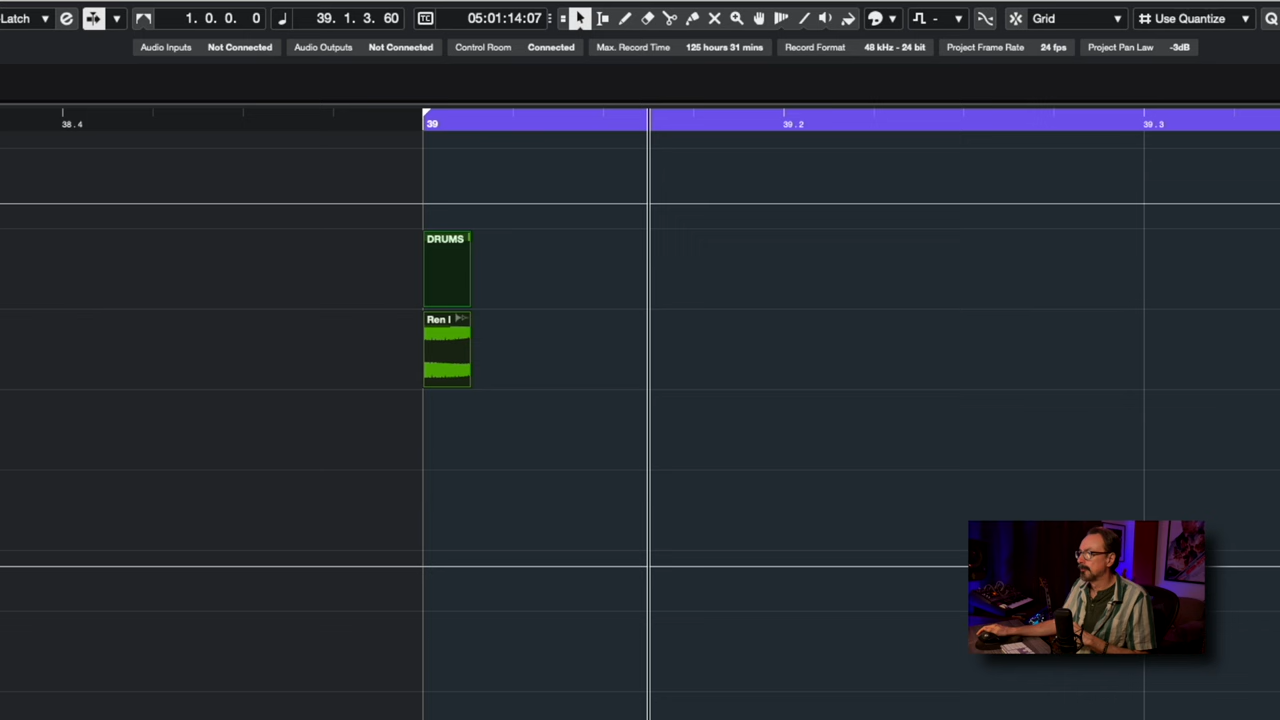 -Latch 1. 0. 0. 0 39. 1. 3. 60 TC 05:01:14:07 Grid Use Quantize Q
Audio Inputs Not Connected Audio Outputs Not Connected Control Room Connected Max. Record Time 125 hours 31 mins Record Format 48 kHz - 24 bit Project Frame Rate 24 fps Project Pan Law -3dB
38.4 39 39.2 39.3
DRUMS
Ren